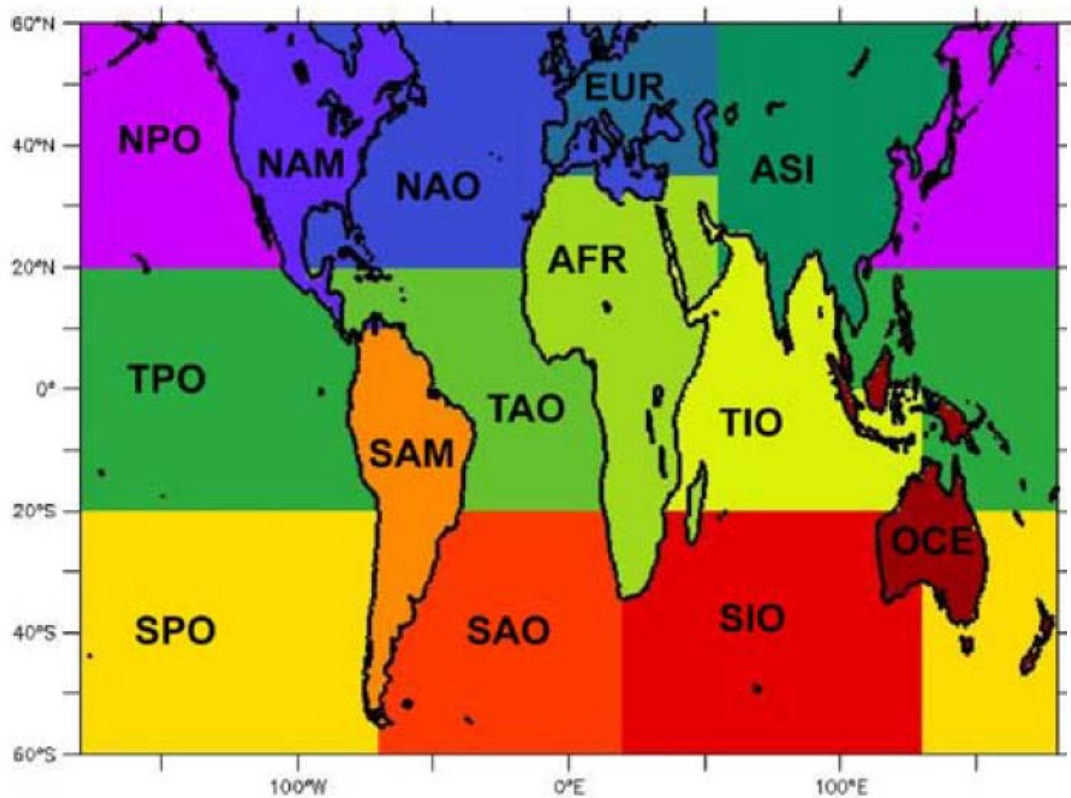 60°N
EUR
NPO
40°N
NAM
ASI
NAO
AFR
20°N
TPO
0°
TAO
TIO
SAM
20°S
OCE
SPO
SAO
SIO
40°S
60°S
100°W
0°E
100°E